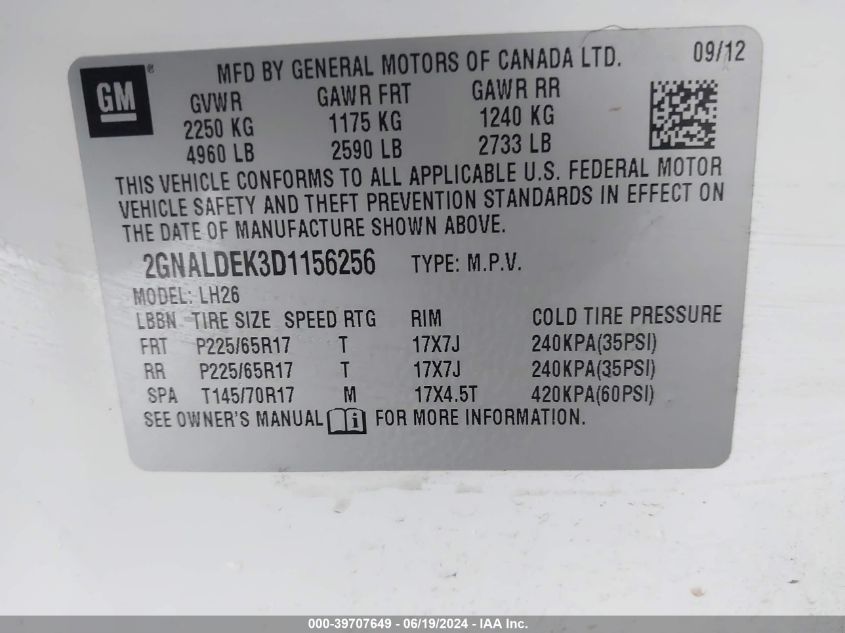 GM ®
MFD BY GENERAL MOTORS OF CANADA LTD. 09/12
GVWR GAWR FRT GAWR RR
2250 KG 1175 KG 1240 KG
4960 LB 2590 LB 2733 LB
THIS VEHICLE CONFORMS TO ALL APPLICABLE U.S. FEDERAL MOTOR
VEHICLE SAFETY AND THEFT PREVENTION STANDARDS IN EFFECT ON
THE DATE OF MANUFACTURE SHOWN ABOVE.
2GNALDEK3D1156256 TYPE: M.P.V.
MODEL: LH26
LBBN TIRE SIZE SPEED RTG RIM COLD TIRE PRESSURE
FRT P225/65R17 T 17X7J 240KPA(35PSI)
RR P225/65R17 T 17X7J 240KPA(35PSI)
SPA T145/70R17 M 17X4.5T 420KPA(60PSI)
SEE OWNER'S MANUAL i FOR MORE INFORMATION.
000-39707649 - 06/19/2024 - IAA Inc.